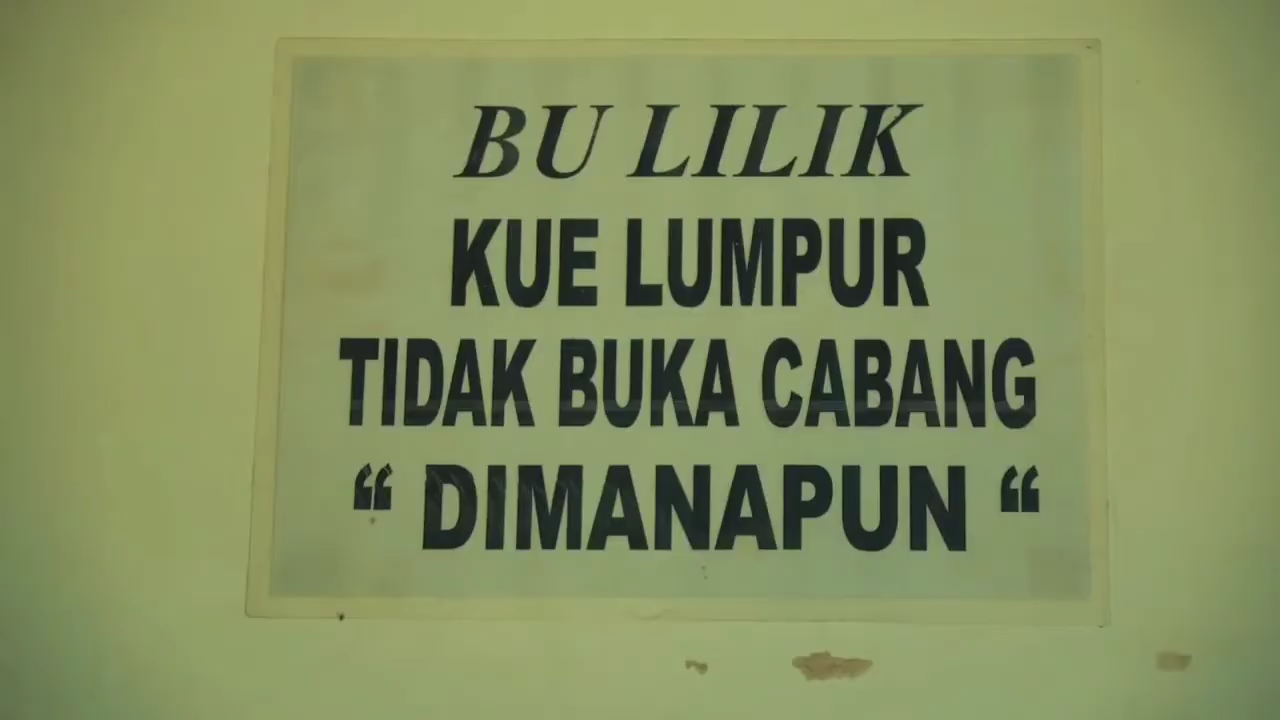 BU LILIK
KUE LUMPUR
TIDAK BUKA CABANG
“ DIMANAPUN “